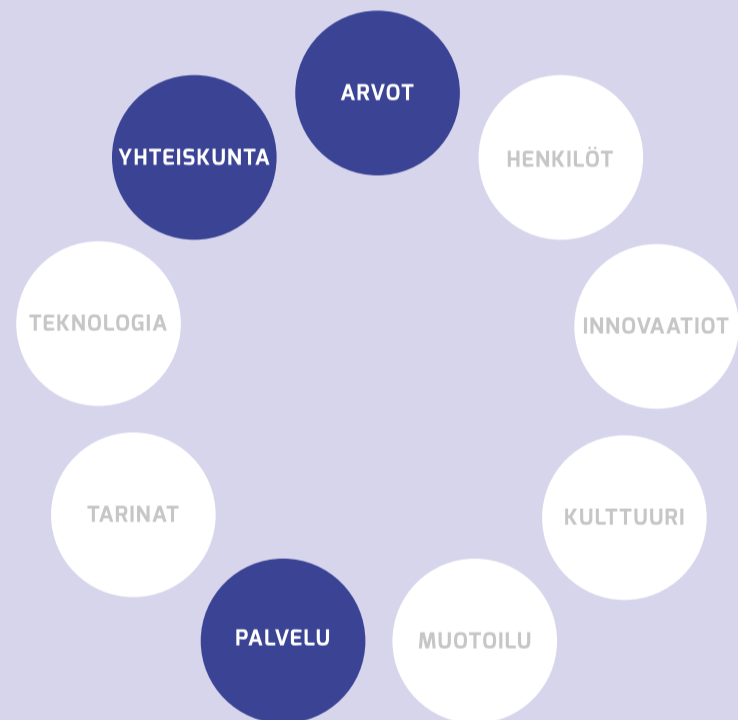 ARVOT
YHTEISKUNTA
HENKILÖT
TEKNOLOGIA
INNOVAATIOT
TARINAT
KULTTUURI
PALVELU
MUOTOILU